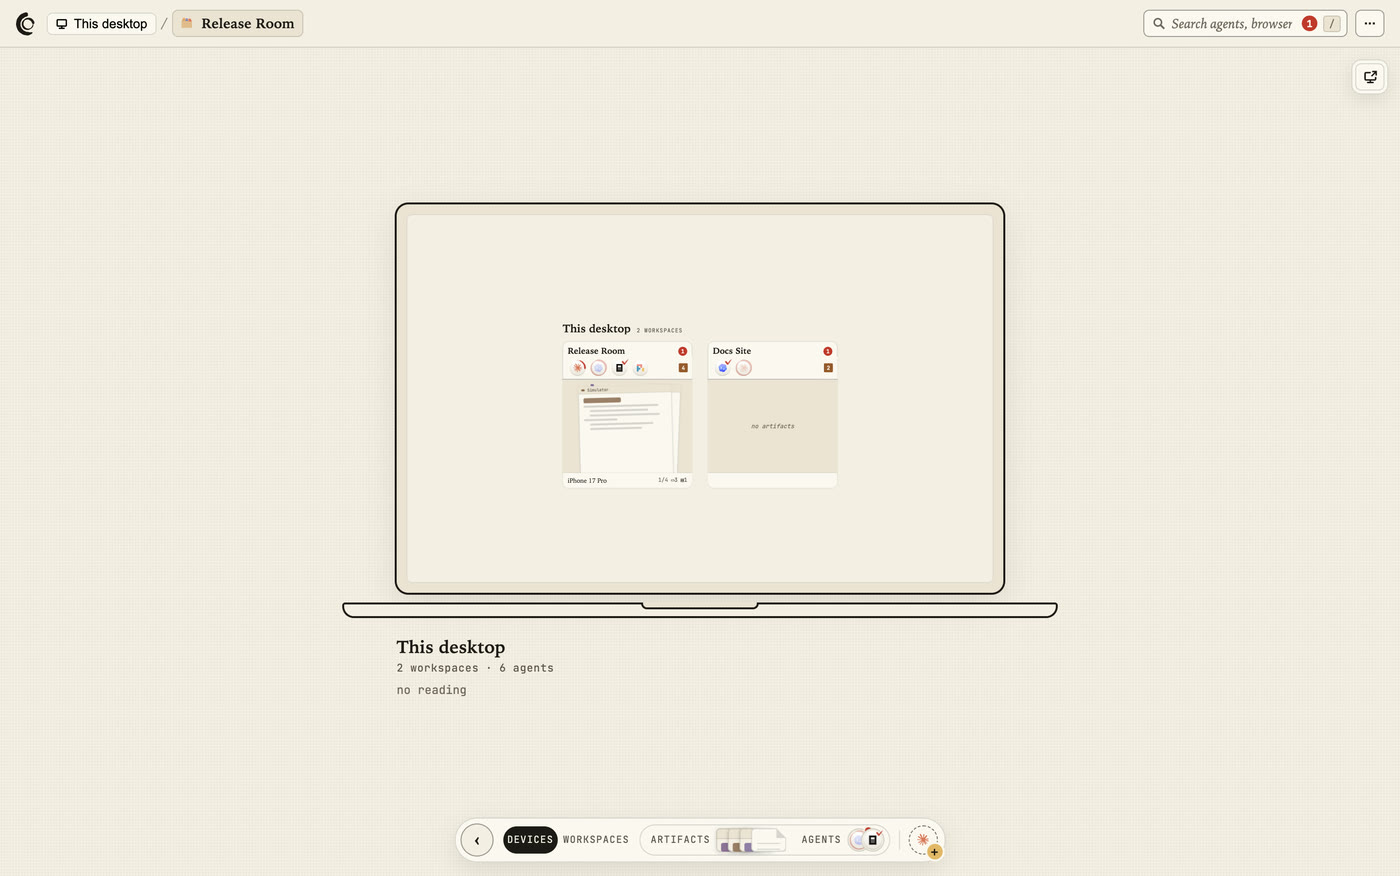 This desktop / Release Room
Search agents, browser 1 /
This desktop 2 WORKSPACES
Release Room 1
4
Simulator
iPhone 17 Pro 1/4 3 1
Docs Site 1
2
no artifacts
This desktop
2 workspaces · 6 agents
no reading
DEVICES WORKSPACES ARTIFACTS AGENTS